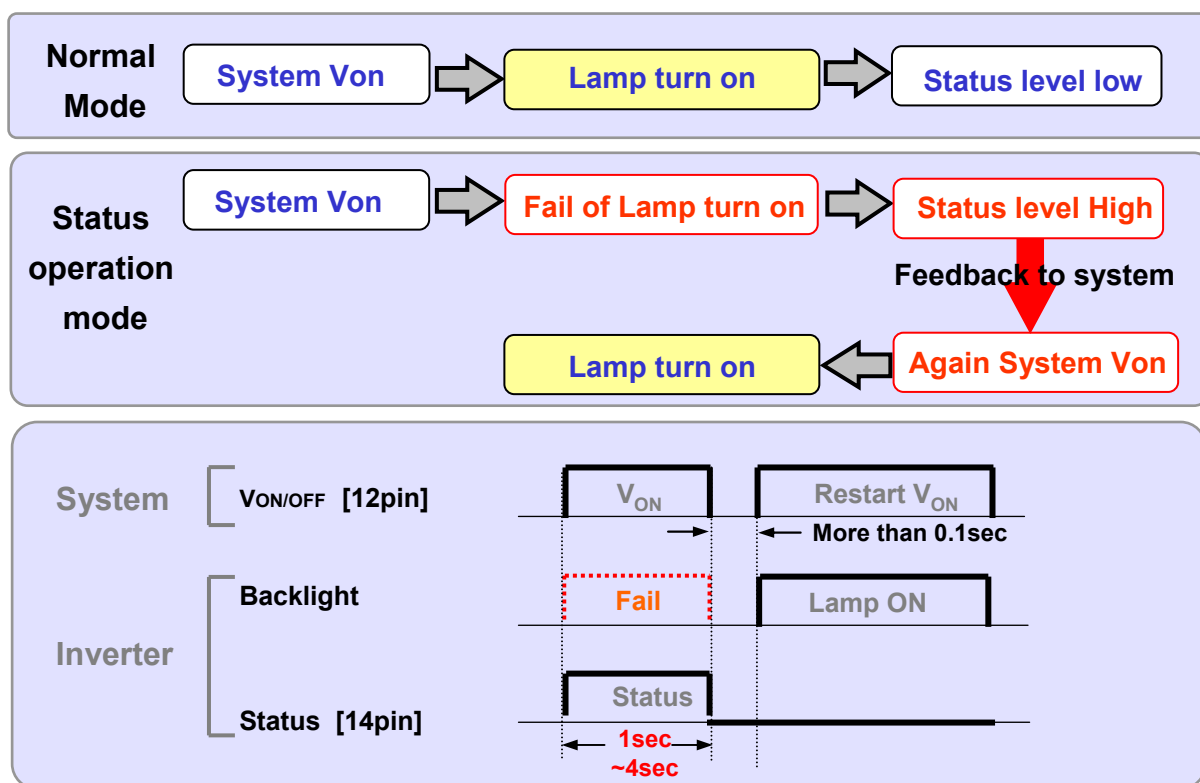 Normal
Mode
System Von
Lamp turn on
Status level low
Status
operation
mode
System Von
Fail of Lamp turn on
Status level High
Feedback to system
Lamp turn on
Again System Von
System
VON/OFF [12pin]
VON
Restart VON
More than 0.1sec
Inverter
Backlight
Fail
Lamp ON
Status [14pin]
Status
1sec
~4sec